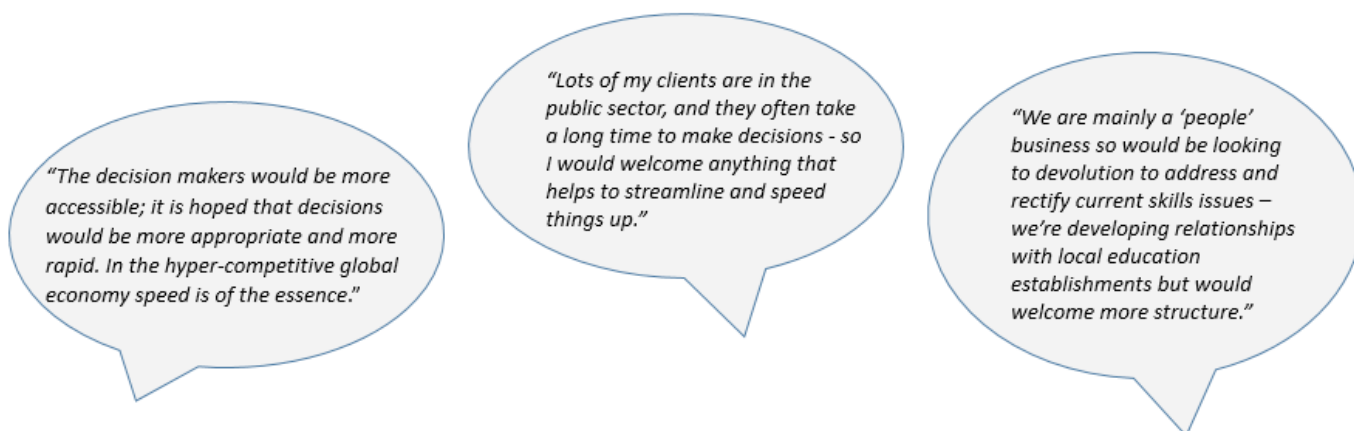 “The decision makers would be more
accessible; it is hoped that decisions
would be more appropriate and more
rapid. In the hyper-competitive global
economy speed is of the essence.”
“Lots of my clients are in the
public sector, and they often take
a long time to make decisions - so
I would welcome anything that
helps to streamline and speed
things up.”
“We are mainly a ‘people’
business so would be looking
to devolution to address and
rectify current skills issues –
we’re developing relationships
with local education
establishments but would
welcome more structure.”